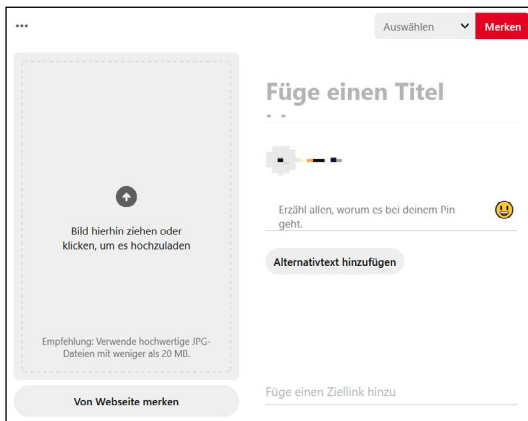 Auswählen
Merken
Füge einen Titel
Bild hierhin ziehen oder
klicken, um es hochzuladen
Empfehlung: Verwende hochwertige JPG-
Dateien mit weniger als 20 MB.
Von Webseite merken
Erzähl allen, worum es bei deinem Pin
geht.
Alternativtext hinzufügen
Füge einen Ziellink hinzu